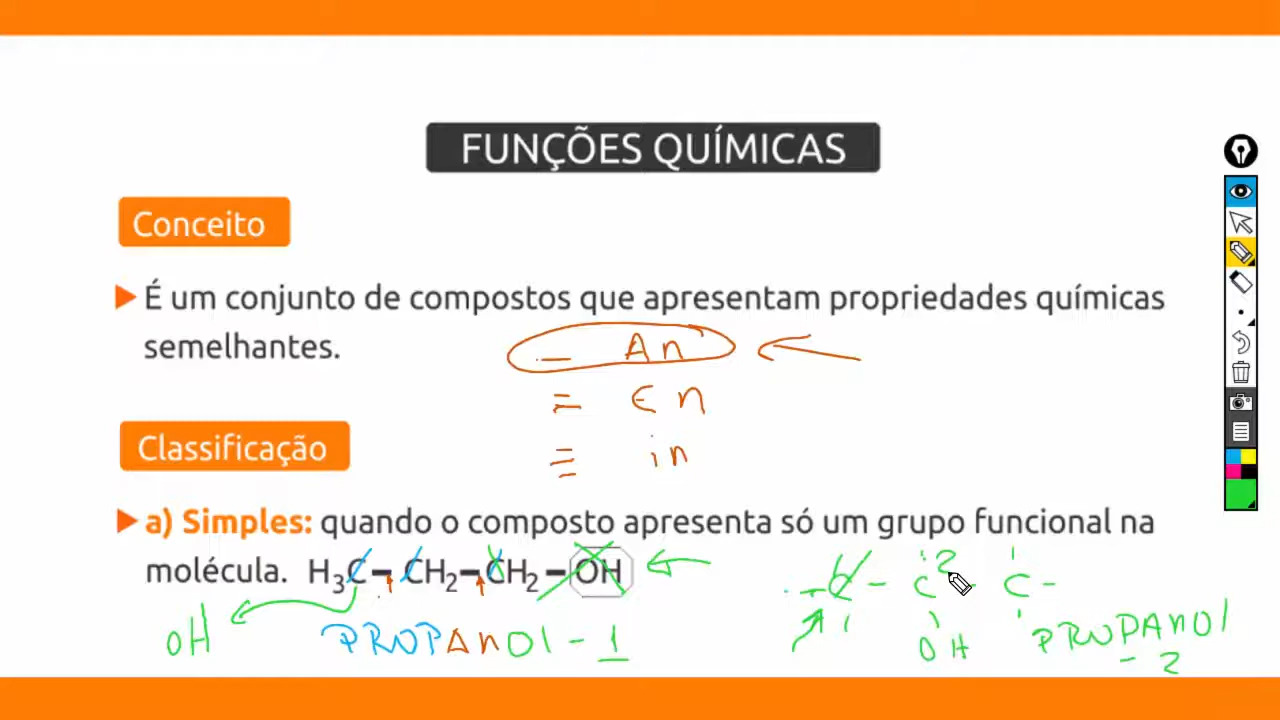 FUNÇÕES QUÍMICAS
Conceito
É um conjunto de compostos que apresentam propriedades químicas
semelhantes.
– An
= En
≡ in
Classificação
a) Simples: quando o composto apresenta só um grupo funcional na
molécula. H₃C – CH₂ – CH₂ – OH
– C – C 2 – C –
OH
OH PROPAnOl – 1
PROPAnOl
– 2